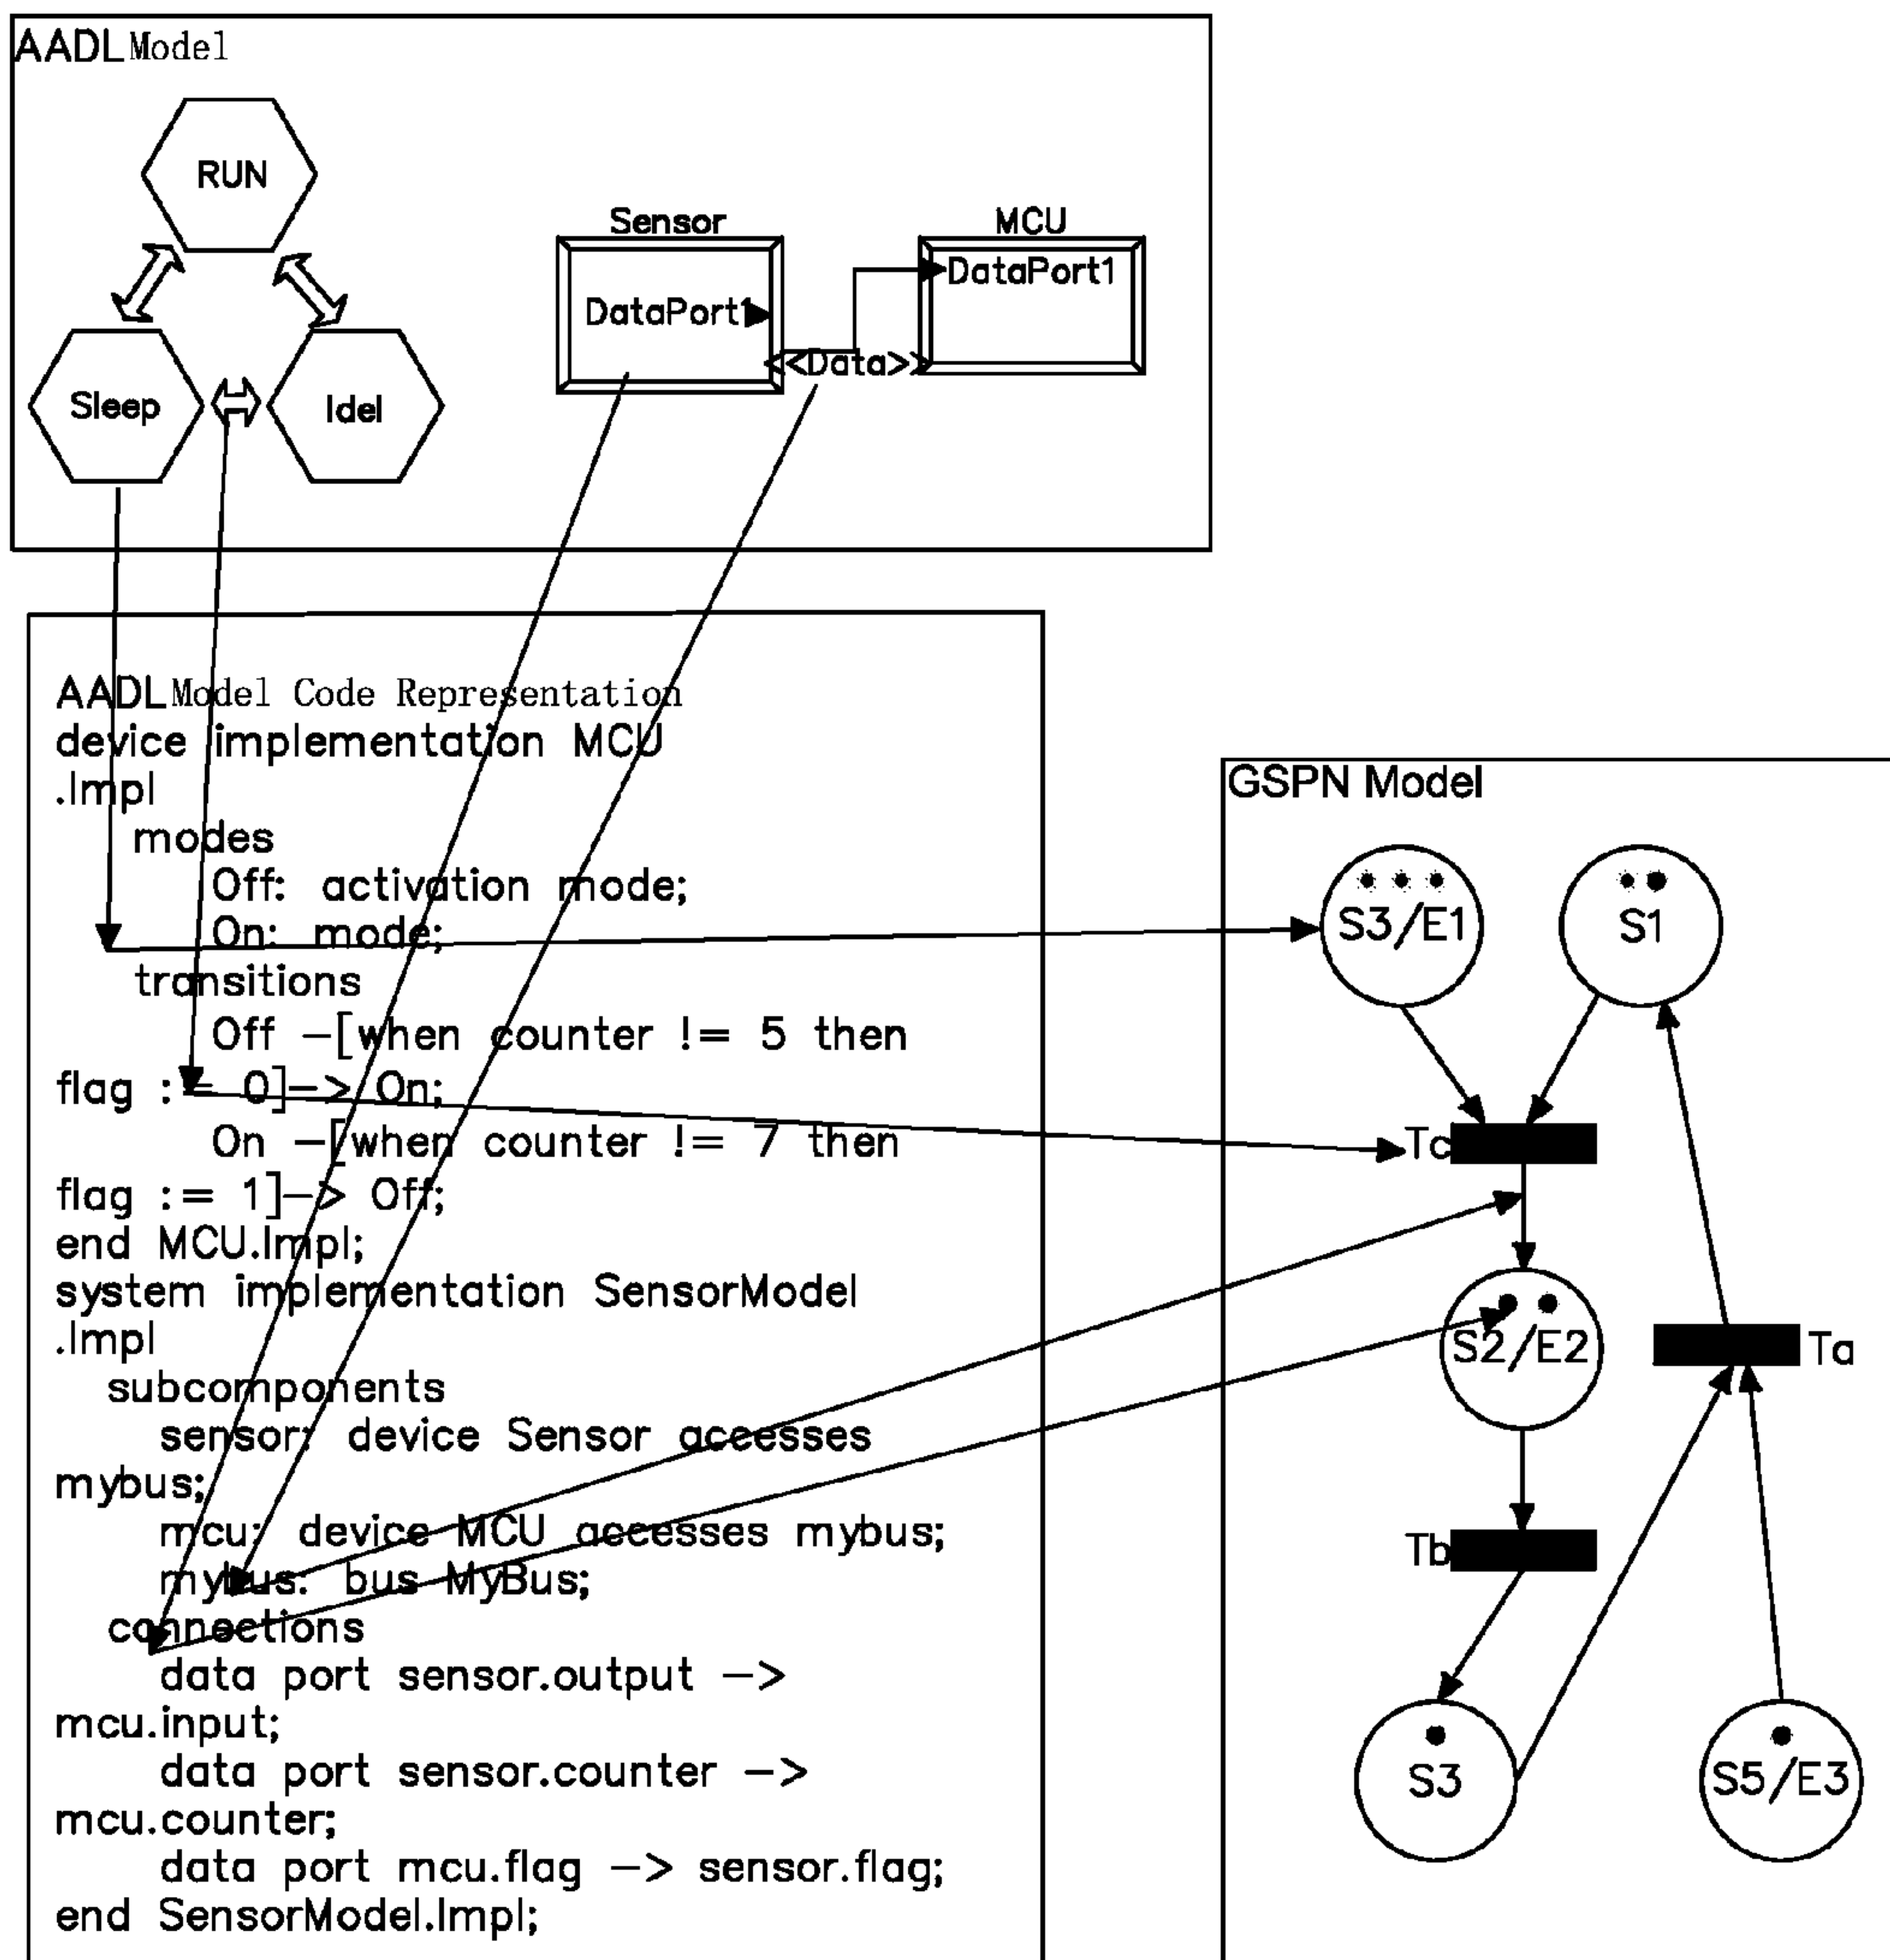 AADL Model
RUN
Sleep
Idel
Sensor
DataPort1
<<Data>>
MCU
DataPort1
AADL Model Code Representation
device implementation MCU
.Impl
modes
Off: activation mode;
On: mode;
transitions
Off -[when counter != 5 then
flag := 0]-> On;
On -[when counter != 7 then
flag := 1]-> Off;
end MCU.Impl;
system implementation SensorModel
.Impl
subcomponents
sensor: device Sensor accesses
mybus;
mcu: device MCU accesses mybus;
mybus: bus MyBus;
connections
data port sensor.output ->
mcu.input;
data port sensor.counter ->
mcu.counter;
data port mcu.flag -> sensor.flag;
end SensorModel.Impl;
GSPN Model
S3/E1
S1
Tc
S2/E2
Ta
Tb
S3
S5/E3